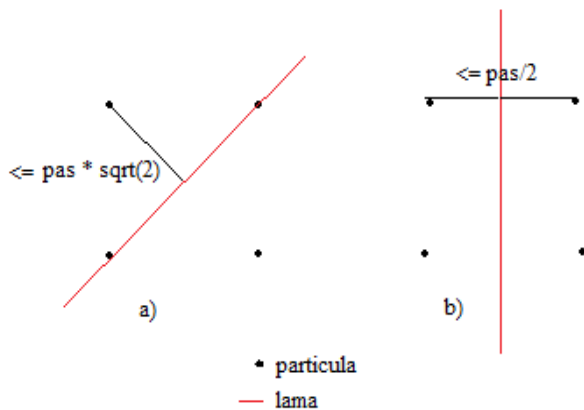 <= pas/2
<= pas * sqrt(2)
a)
b)
particula
lama